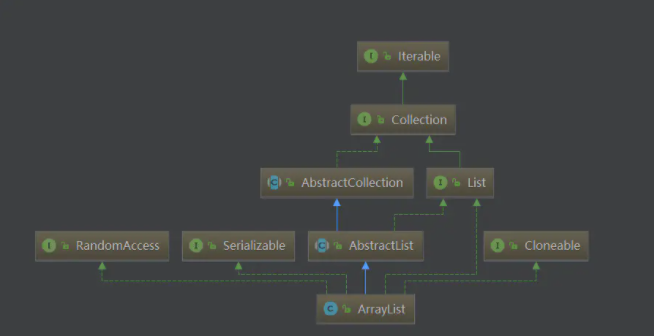 I Iterable
I Collection
C AbstractCollection
I List
I RandomAccess
I Serializable
C AbstractList
I Cloneable
C ArrayList